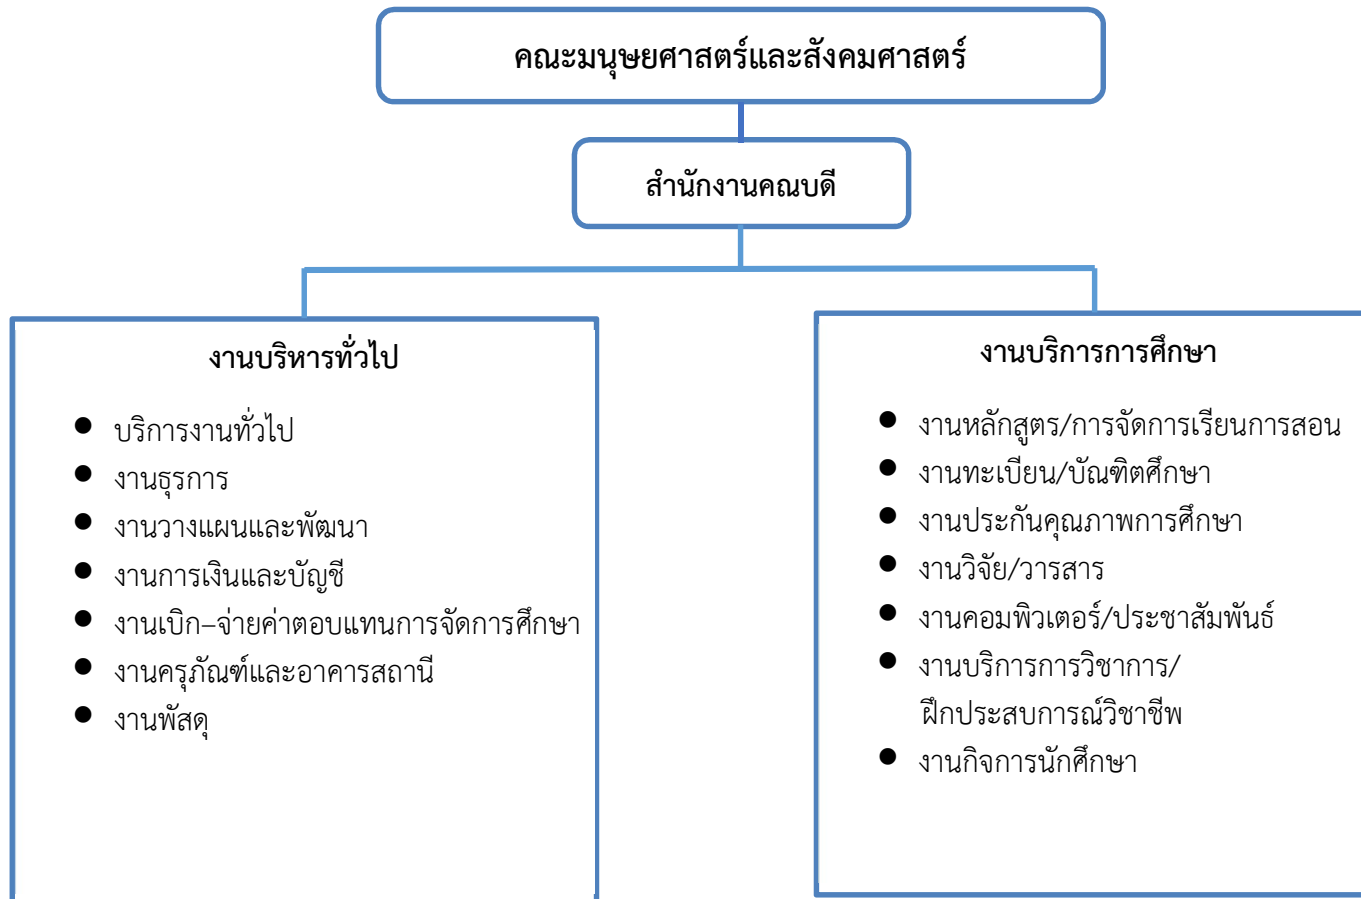 คณะมนุษยศาสตร์และสังคมศาสตร์
สำนักงานคณบดี
งานบริหารทั่วไป
● บริการงานทั่วไป
● งานธุรการ
● งานวางแผนและพัฒนา
● งานการเงินและบัญชี
● งานเบิก–จ่ายค่าตอบแทนการจัดการศึกษา
● งานครุภัณฑ์และอาคารสถานี
● งานพัสดุ
งานบริการการศึกษา
● งานหลักสูตร/การจัดการเรียนการสอน
● งานทะเบียน/บัณฑิตศึกษา
● งานประกันคุณภาพการศึกษา
● งานวิจัย/วารสาร
● งานคอมพิวเตอร์/ประชาสัมพันธ์
● งานบริการการวิชาการ/
ฝึกประสบการณ์วิชาชีพ
● งานกิจการนักศึกษา